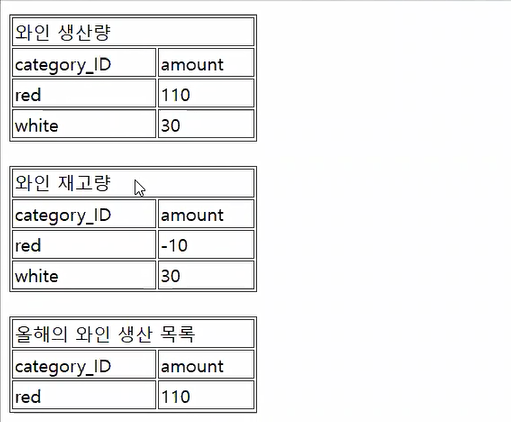 와인 생산량
category_ID amount
red 110
white 30
와인 재고량
category_ID amount
red -10
white 30
올해의 와인 생산 목록
category_ID amount
red 110